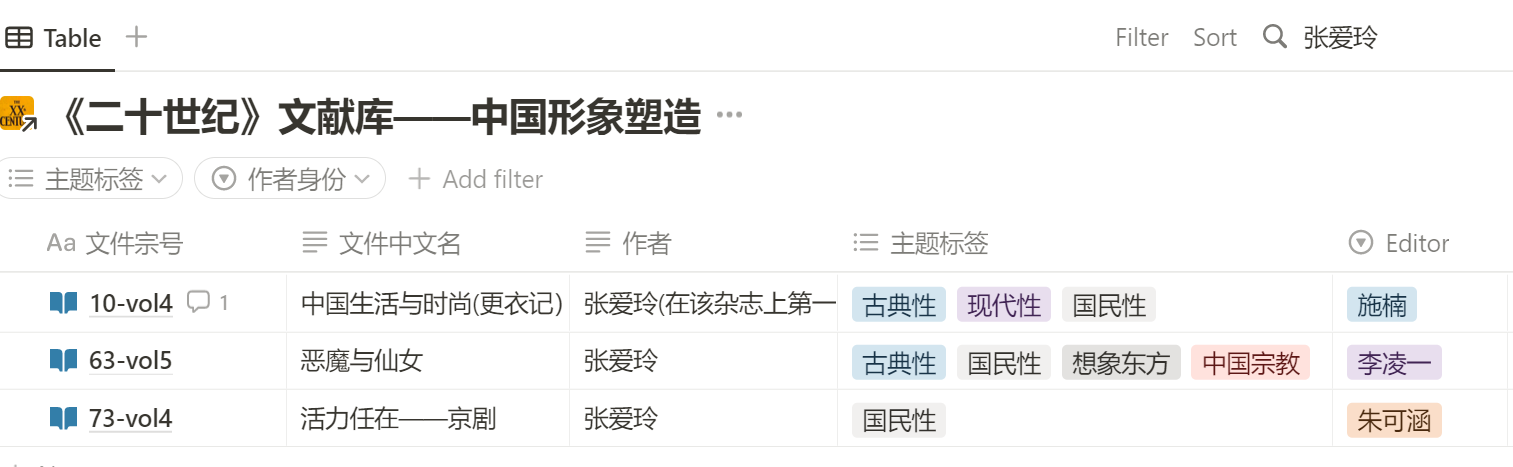 Table
Filter Sort 张爱玲
THE XX CENTU
《二十世纪》文献库——中国形象塑造
主题标签 作者身份 Add filter
Aa 文件宗号 文件中文名 作者 主题标签 Editor
10-vol4 1 中国生活与时尚(更衣记） 张爱玲(在该杂志上第一 古典性 现代性 国民性 施楠
63-vol5 恶魔与仙女 张爱玲 古典性 国民性 想象东方 中国宗教 李凌一
73-vol4 活力任在——京剧 张爱玲 国民性 朱可涵